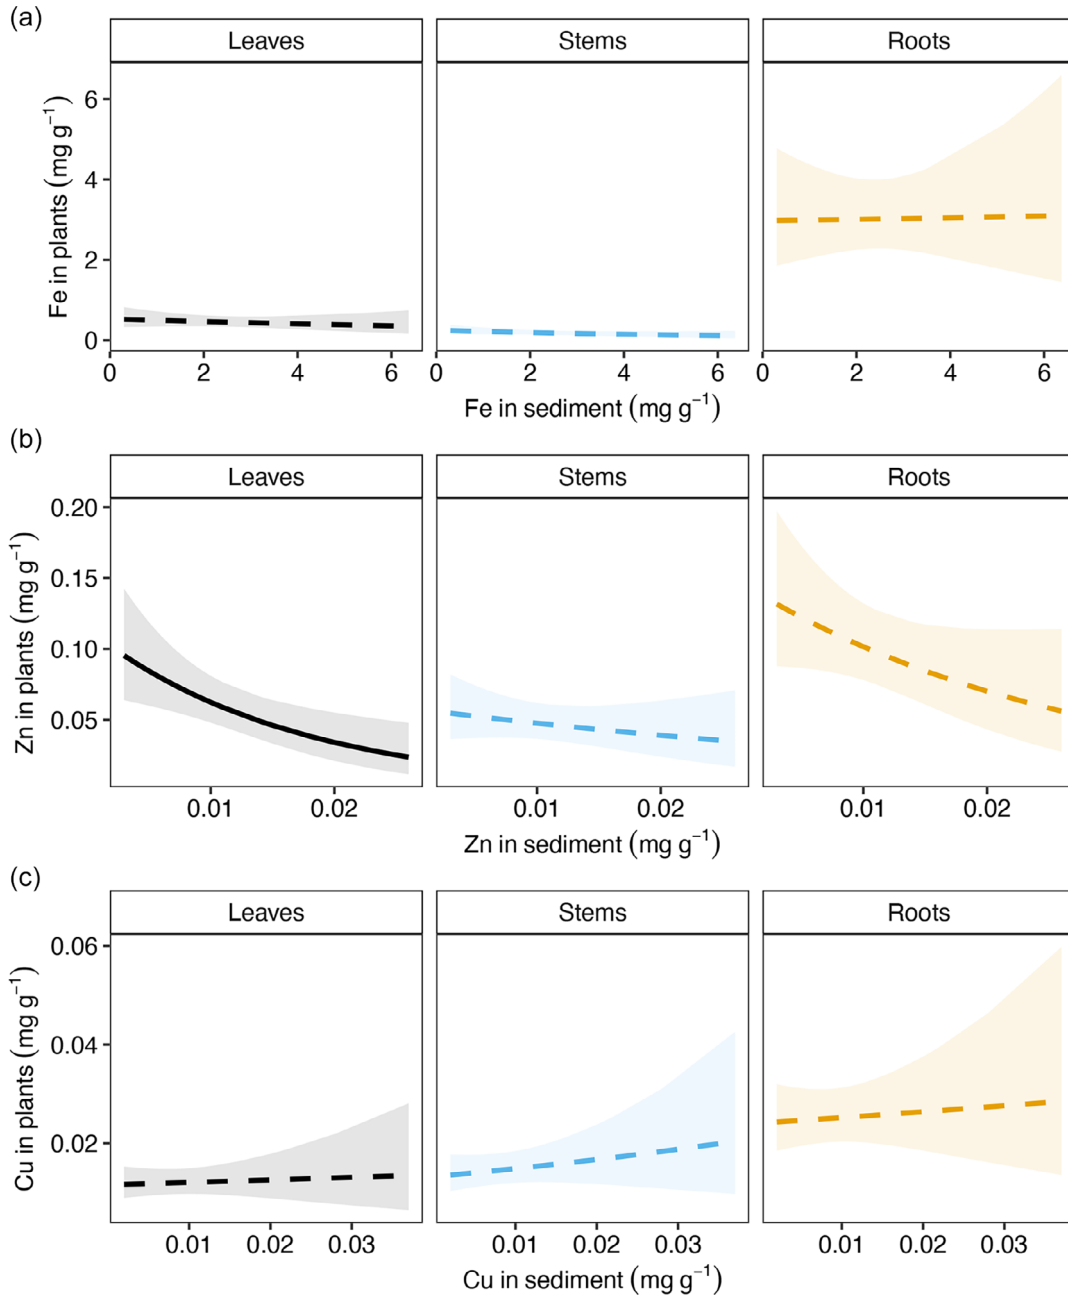 (a)
Leaves Stems Roots
Fe in plants (mg g⁻¹)
6
4
2
0
0 2 4 6 0 2 4 6 0 2 4 6
Fe in sediment (mg g⁻¹)
(b)
Leaves Stems Roots
Zn in plants (mg g⁻¹)
0.20
0.15
0.10
0.05
0.01 0.02 0.01 0.02 0.01 0.02
Zn in sediment (mg g⁻¹)
(c)
Leaves Stems Roots
Cu in plants (mg g⁻¹)
0.06
0.04
0.02
0.01 0.02 0.03 0.01 0.02 0.03 0.01 0.02 0.03
Cu in sediment (mg g⁻¹)